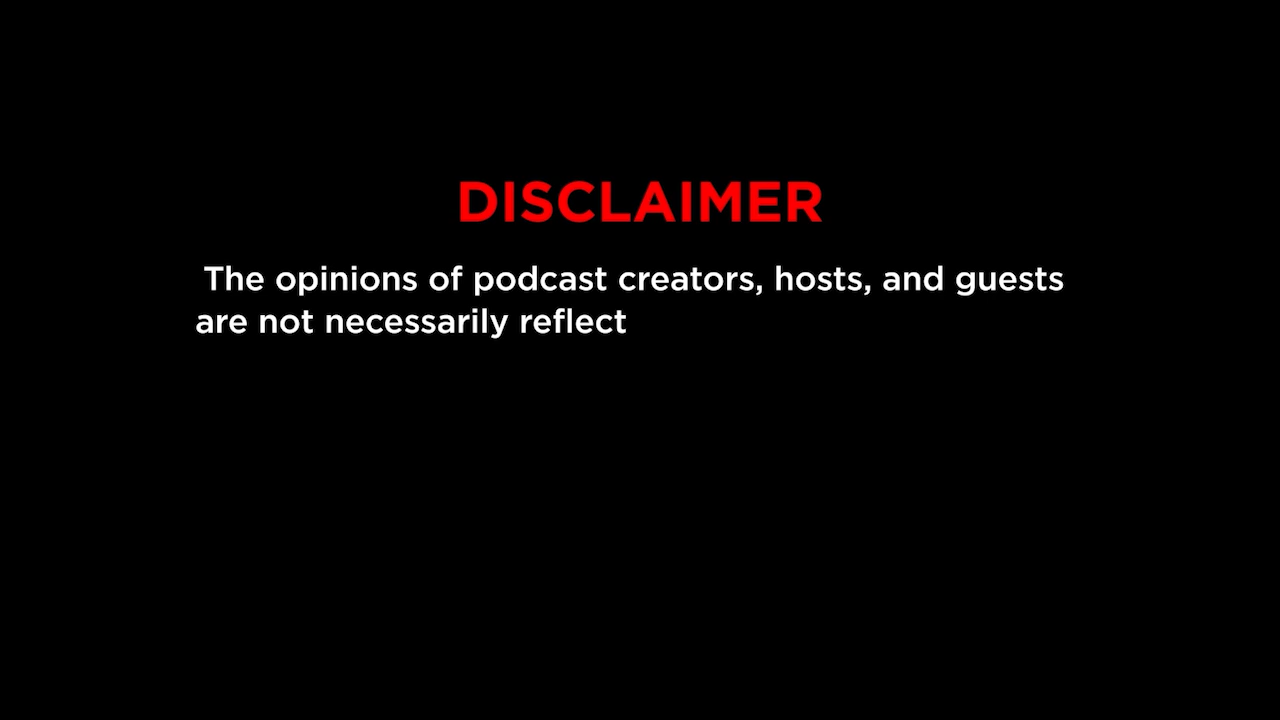 DISCLAIMER
The opinions of podcast creators, hosts, and guests
are not necessarily reflect